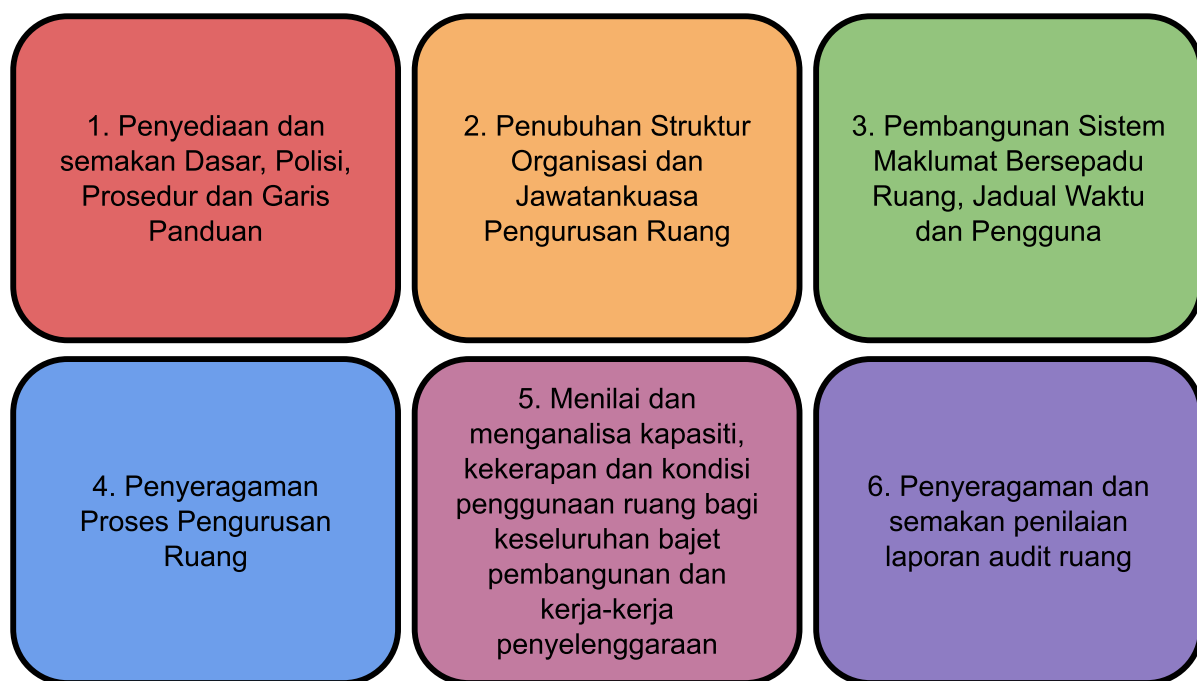 1. Penyediaan dan
semakan Dasar, Polisi,
Prosedur dan Garis
Panduan
2. Penubuhan Struktur
Organisasi dan
Jawatankuasa
Pengurusan Ruang
3. Pembangunan Sistem
Maklumat Bersepadu
Ruang, Jadual Waktu
dan Pengguna
4. Penyeragaman
Proses Pengurusan
Ruang
5. Menilai dan
menganalisa kapasiti,
kekerapan dan kondisi
penggunaan ruang bagi
keseluruhan bajet
pembangunan dan
kerja-kerja
penyelenggaraan
6. Penyeragaman dan
semakan penilaian
laporan audit ruang